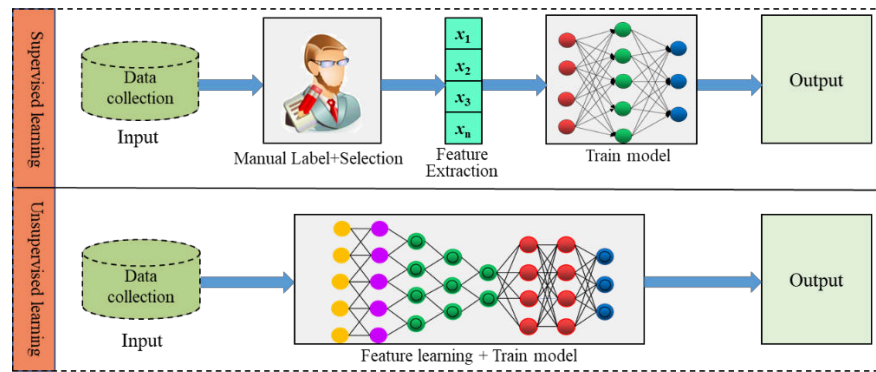 Supervised learning
Data
collection
Input
Manual Label+Selection
x1
x2
x3
xn
Feature
Extraction
Train model
Output
Unsupervised learning
Data
collection
Input
Feature learning + Train model
Output